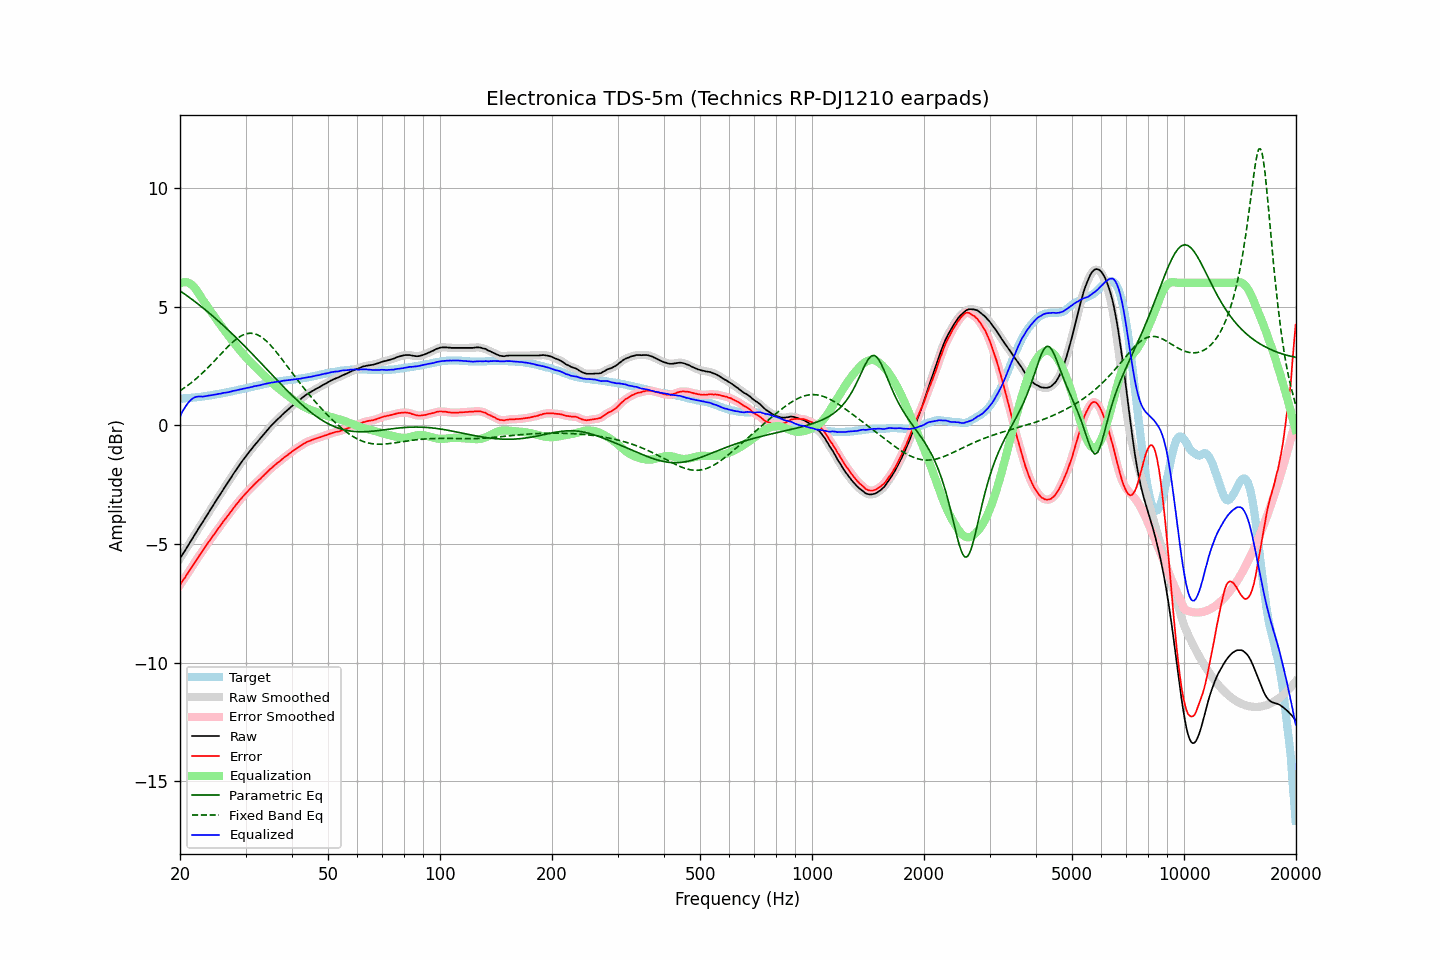 Electronica TDS-5m (Technics RP-DJ1210 earpads)
Amplitude (dBr)
10
5
0
−5
−10
−15
Target
Raw Smoothed
Error Smoothed
Raw
Error
Equalization
Parametric Eq
Fixed Band Eq
Equalized
20 50 100 200 500 1000 2000 5000 10000 20000
Frequency (Hz)